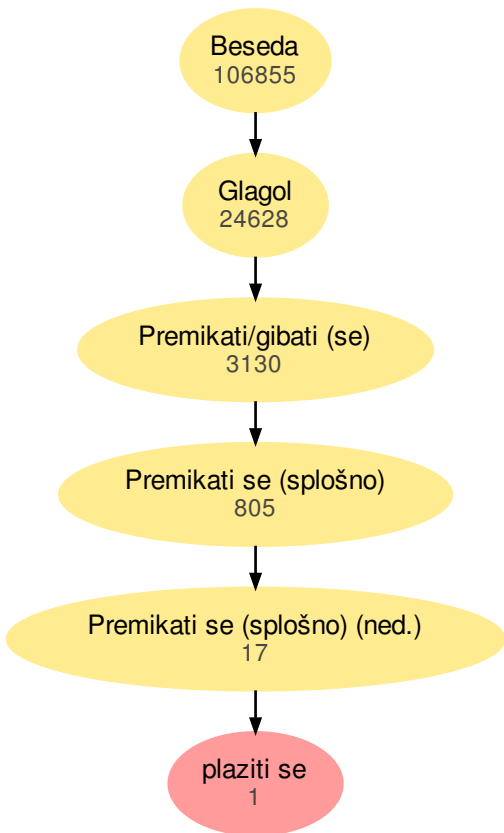 Beseda
106855
Glagol
24628
Premikati/gibati (se)
3130
Premikati se (splošno)
805
Premikati se (splošno) (ned.)
17
plaziti se
1